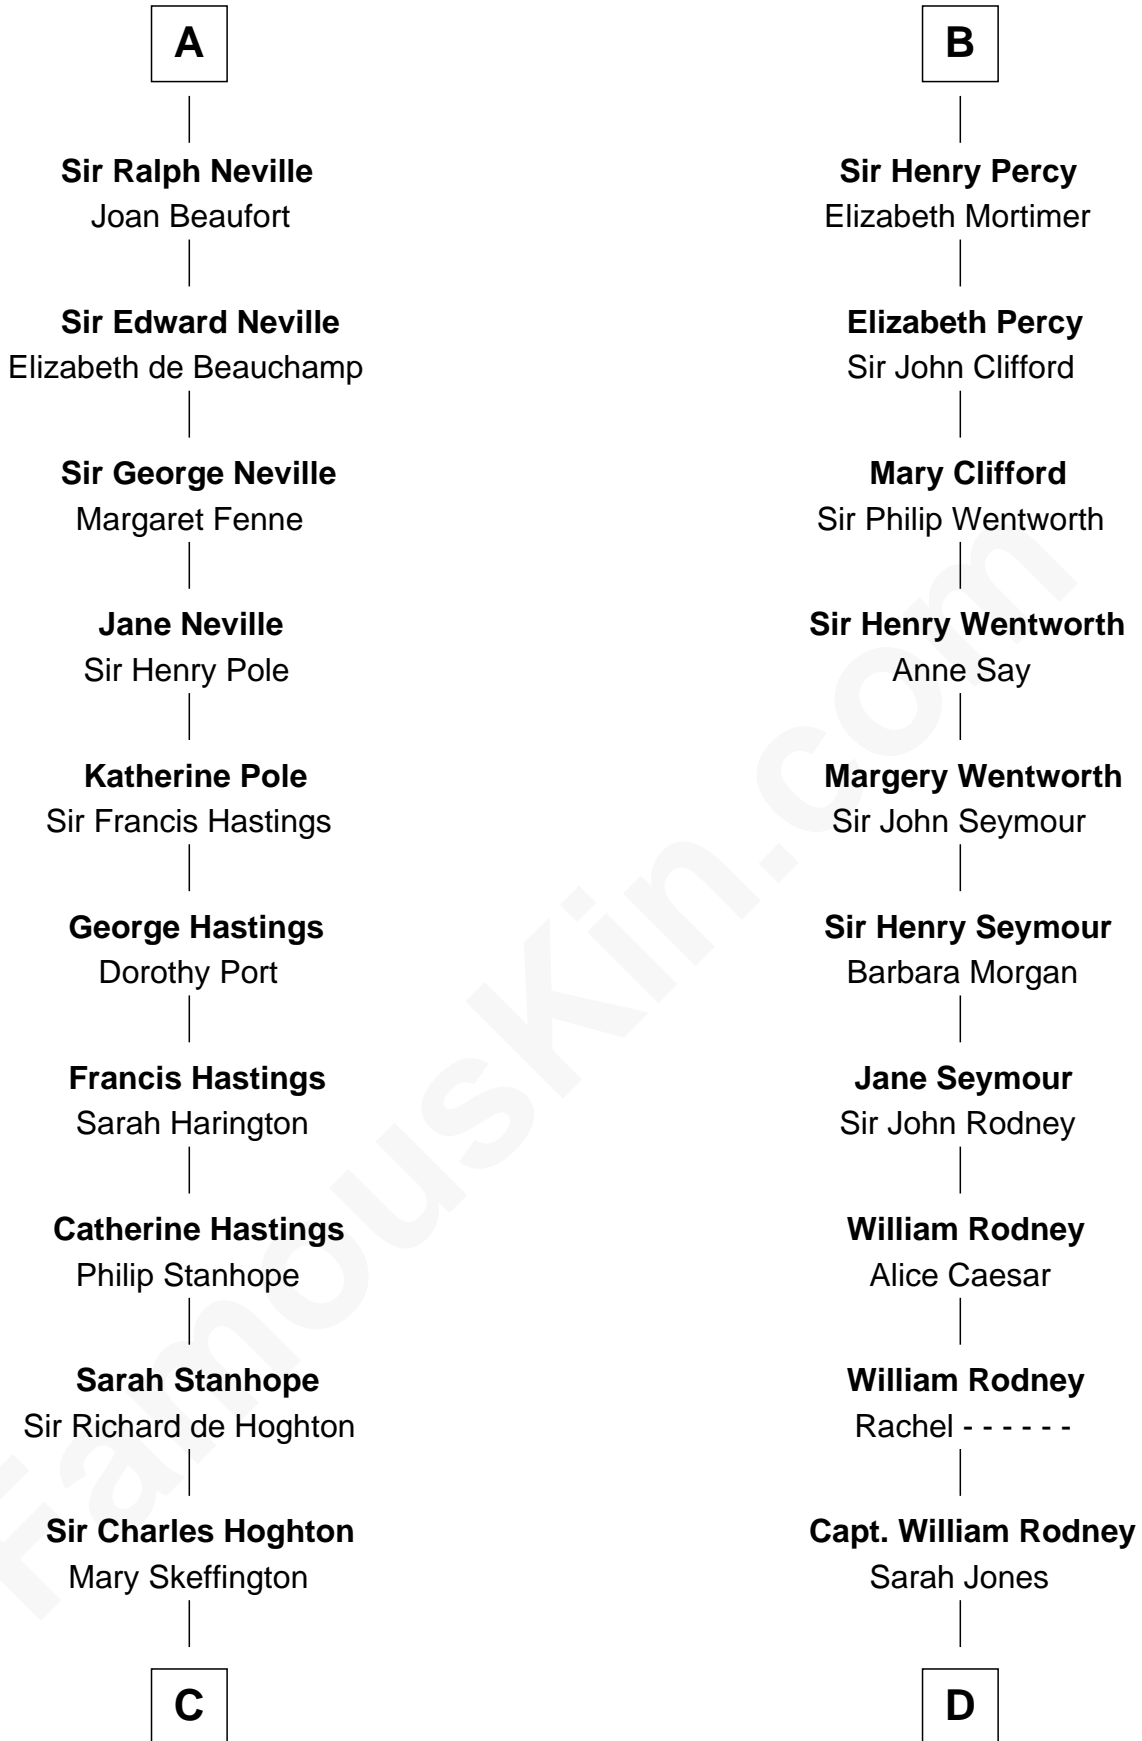 A
Sir Ralph Neville
Joan Beaufort
Sir Edward Neville
Elizabeth de Beauchamp
Sir George Neville
Margaret Fenne
Jane Neville
Sir Henry Pole
Katherine Pole
Sir Francis Hastings
George Hastings
Dorothy Port
Francis Hastings
Sarah Harington
Catherine Hastings
Philip Stanhope
Sarah Stanhope
Sir Richard de Hoghton
Sir Charles Hoghton
Mary Skeffington
C
B
Sir Henry Percy
Elizabeth Mortimer
Elizabeth Percy
Sir John Clifford
Mary Clifford
Sir Philip Wentworth
Sir Henry Wentworth
Anne Say
Margery Wentworth
Sir John Seymour
Sir Henry Seymour
Barbara Morgan
Jane Seymour
Sir John Rodney
William Rodney
Alice Caesar
William Rodney
Rachel - - - - - -
Capt. William Rodney
Sarah Jones
D
FamousKin.com